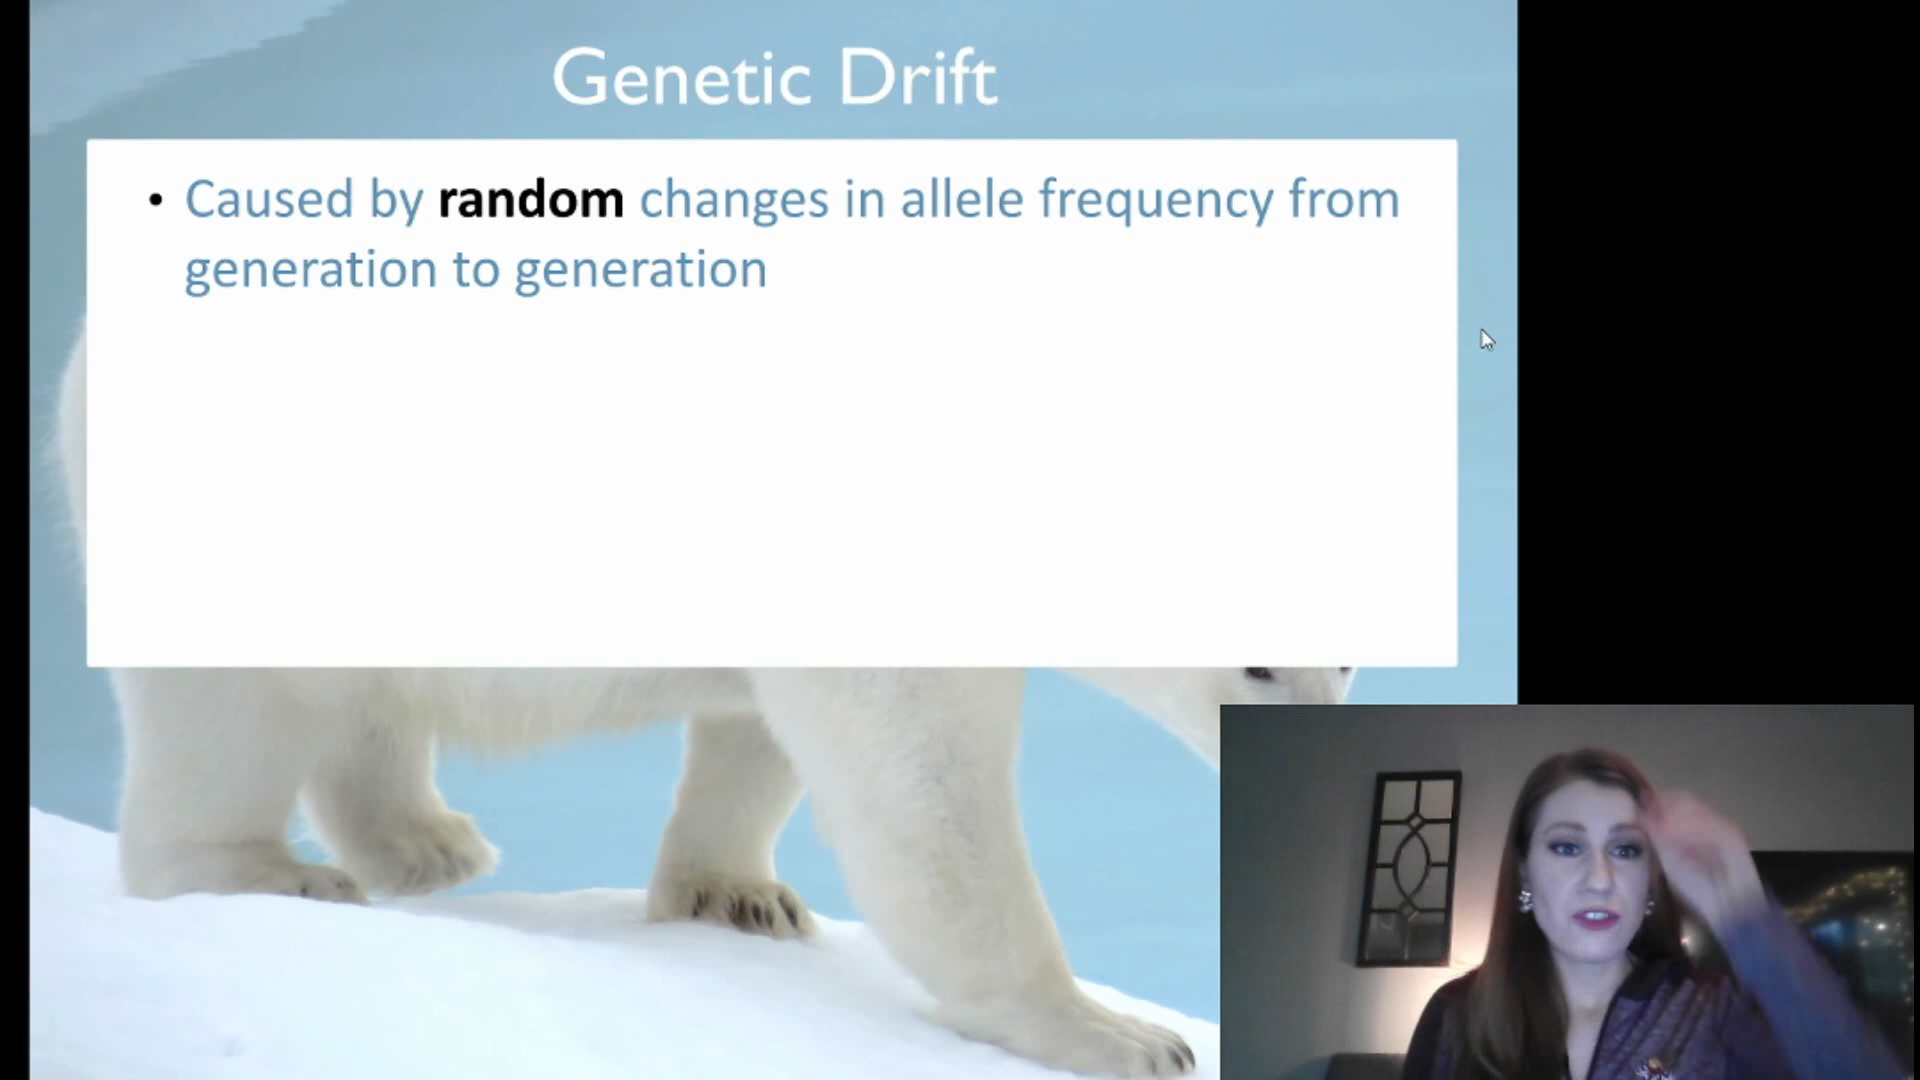 Genetic Drift
• Caused by random changes in allele frequency from
generation to generation